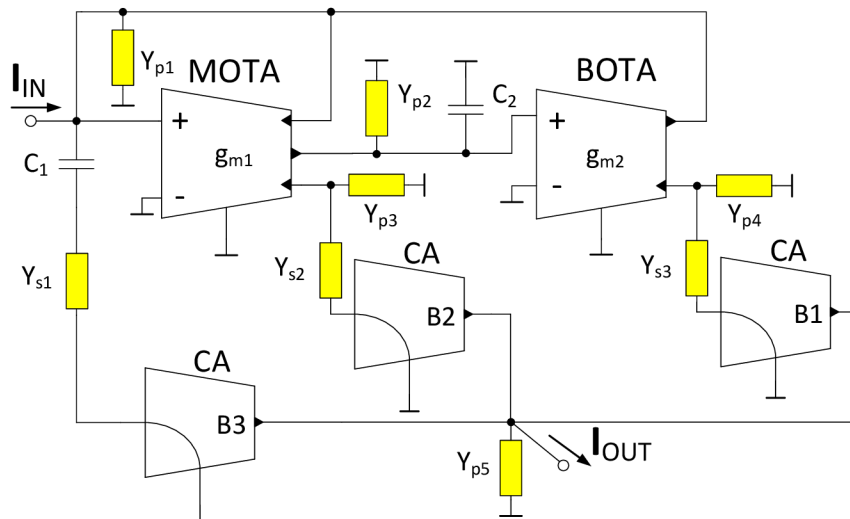 Yp1
MOTA
BOTA
IIN
Yp2
C2
+
+
C1
gm1
gm2
-
-
Yp3
Yp4
Ys1
Ys2
CA
Ys3
CA
B2
B1
CA
B3
Yp5
IOUT